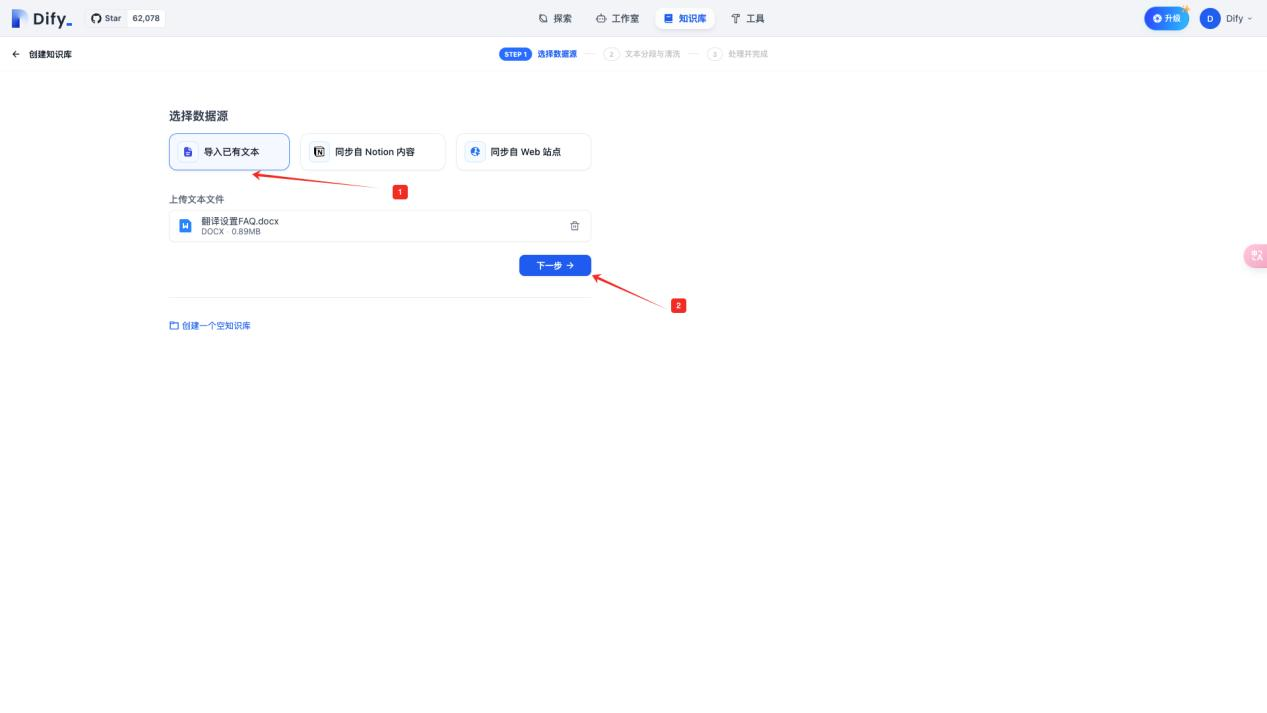 Dify_
Star 62,078
探索 工作室 知识库 工具
升级 D Dify
创建知识库
STEP 1 选择数据源 2 文本分段与清洗 3 处理并完成
选择数据源
导入已有文本 同步自 Notion 内容 同步自 Web 站点
1
上传文本文件
翻译设置FAQ.docx
DOCX · 0.89MB
下一步 →
2
创建一个空知识库